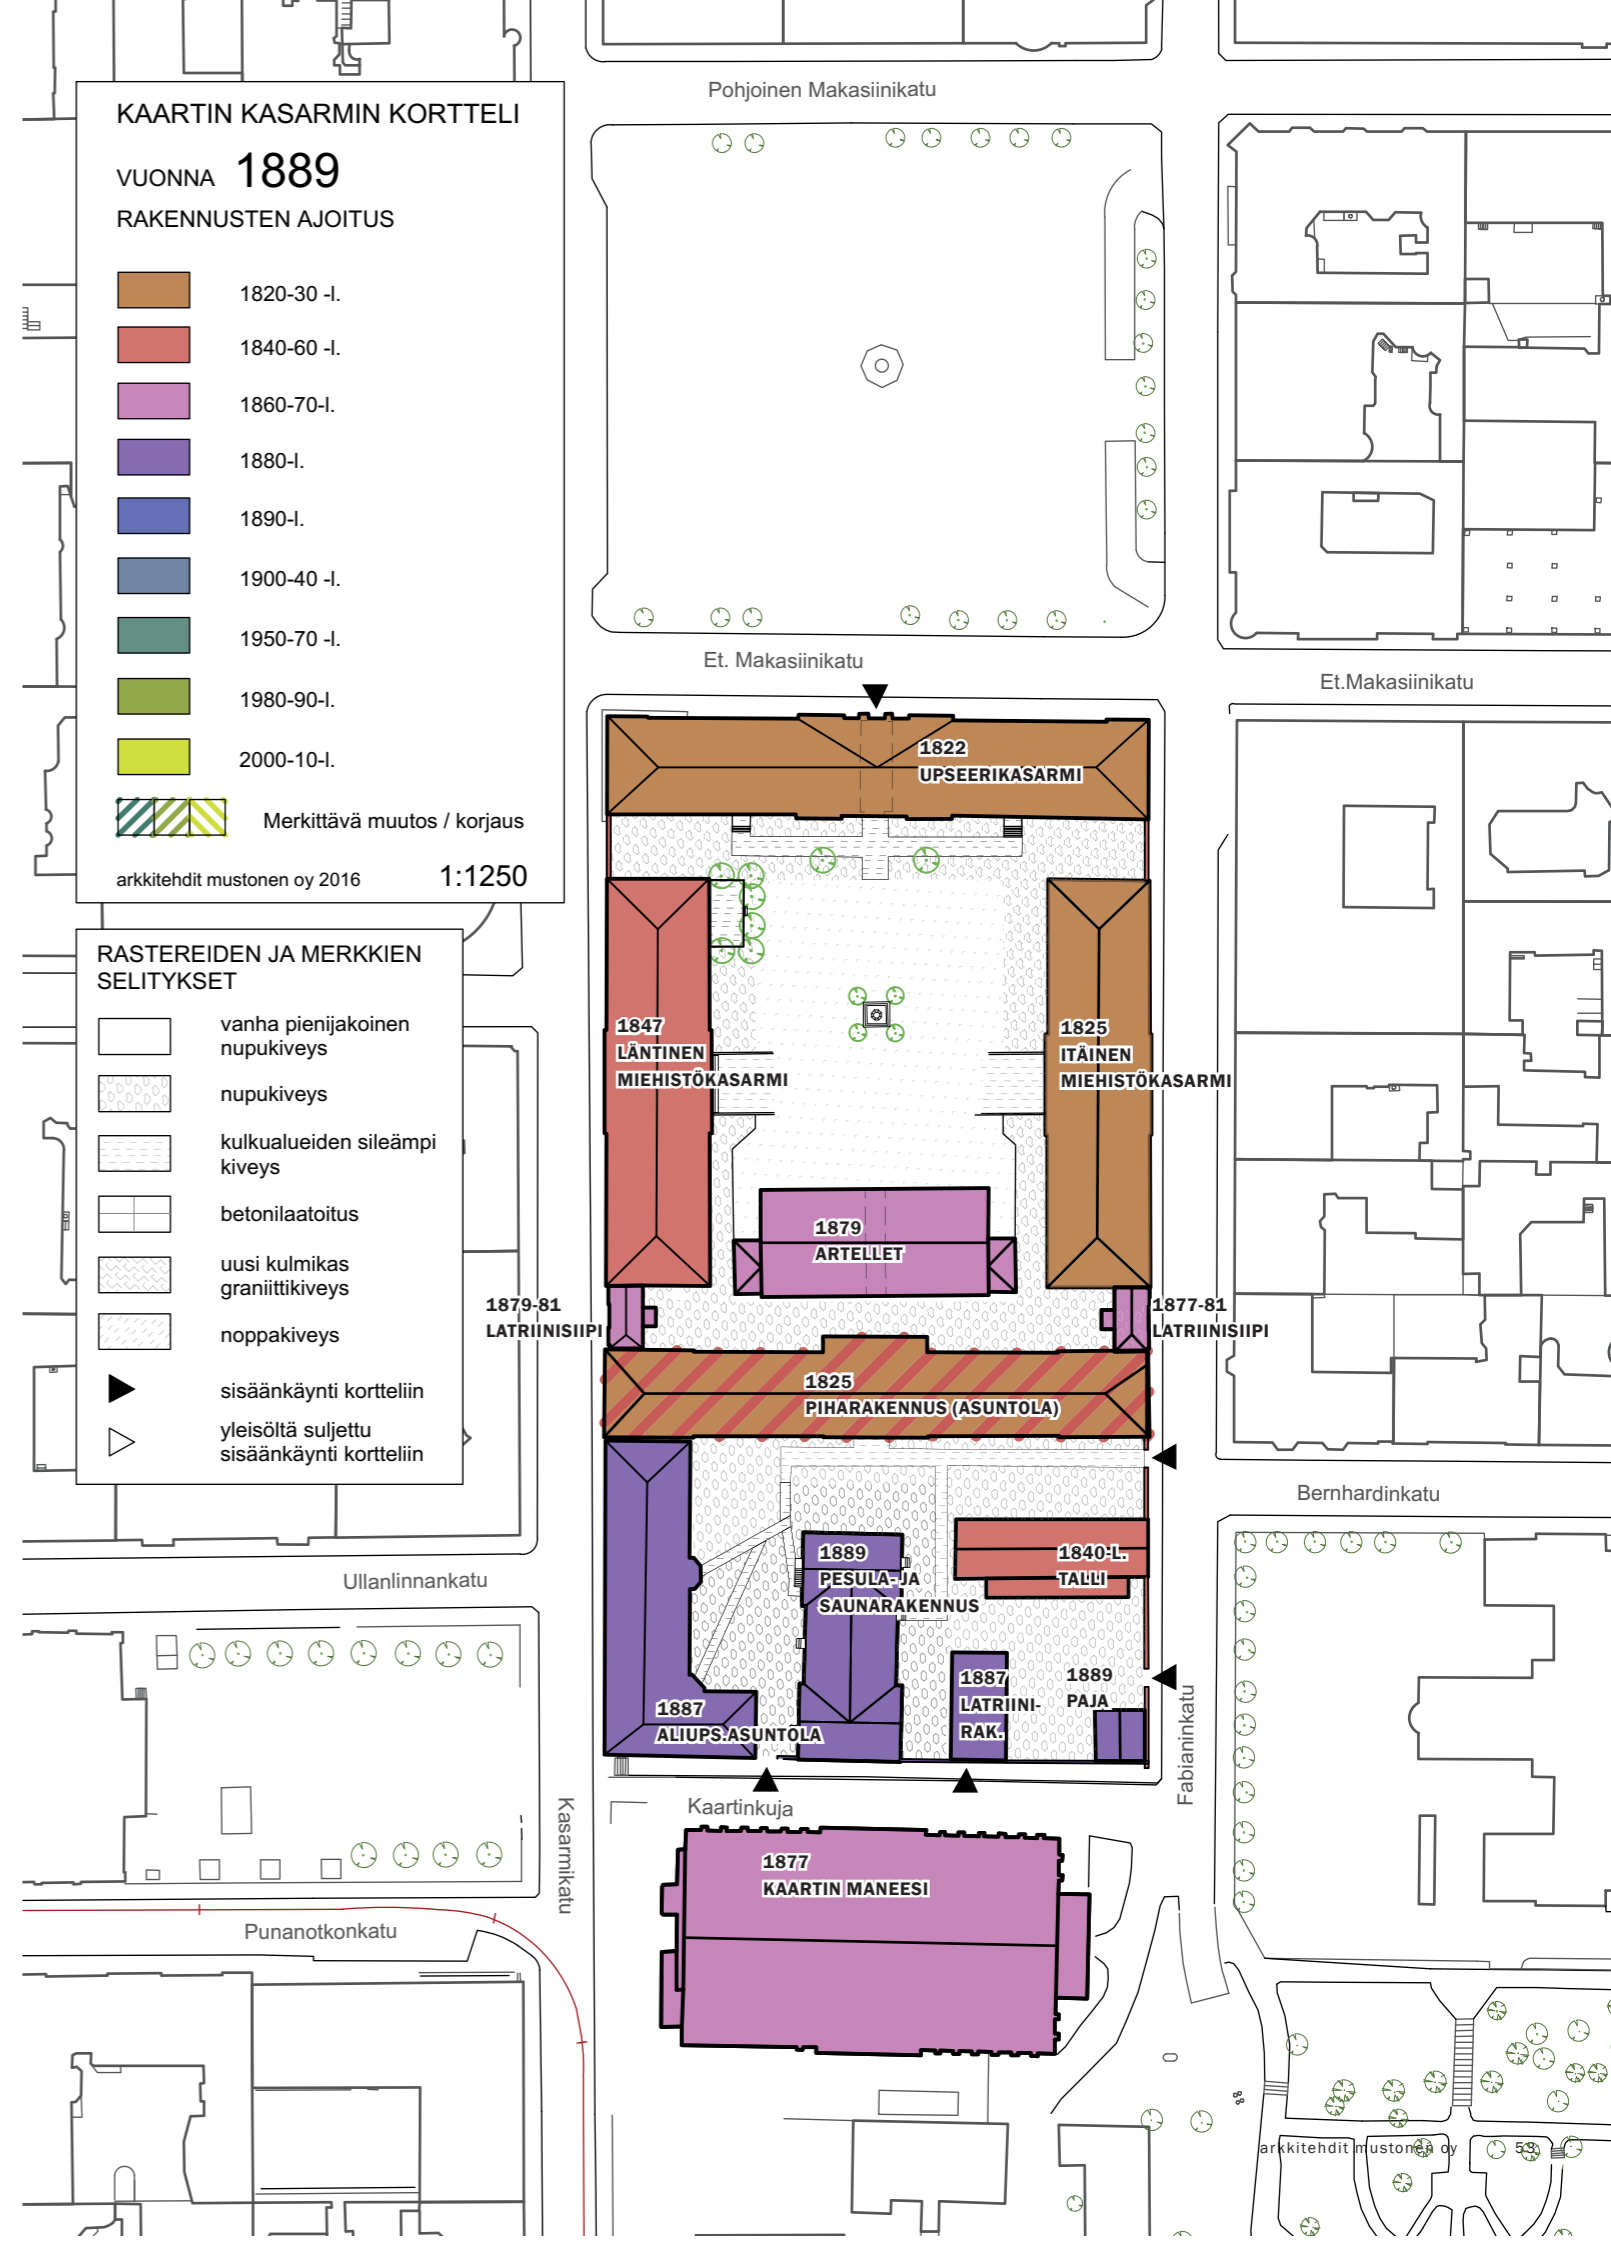 Pohjoinen Makasiinikatu
KAARTIN KASARMIN KORTTELI
VUONNA 1889
RAKENNUSTEN AJOITUS
1820-30 -l.
1840-60 -l.
1860-70-l.
1880-l.
1890-l.
1900-40 -l.
1950-70 -l.
1980-90-l.
2000-10-l.
Merkittävä muutos / korjaus
arkkitehdit mustonen oy 2016 1:1250
RASTEREIDEN JA MERKKIEN
SELITYKSET
vanha pienijakoinen
nupukiveys
nupukiveys
kulkualueiden sileämpi
kiveys
betonilaatoitus
uusi kulmikas
graniittikiveys
noppakiveys
sisäänkäynti kortteliin
yleisöltä suljettu
sisäänkäynti kortteliin
Et. Makasiinikatu
Et.Makasiinikatu
1822
UPSEERIKASARMI
1847
LÄNTINEN
MIEHISTÖKASARMI
1825
ITÄINEN
MIEHISTÖKASARMI
1879
ARTELLET
1879-81
LATRIINISIIPI
1877-81
LATRIINISIIPI
1825
PIHARAKENNUS (ASUNTOLA)
Bernhardinkatu
1889
PESULA- JA
SAUNARAKENNUS
1840-L.
TALLI
Ullanlinnankatu
1887
ALIUPS.ASUNTOLA
1887
LATRIINI-
RAK.
1889
PAJA
Fabianinkatu
Kaartinkuja
Kasarmikatu
1877
KAARTIN MANEESI
Punanotkonkatu
arkkitehdit mustonen oy 53